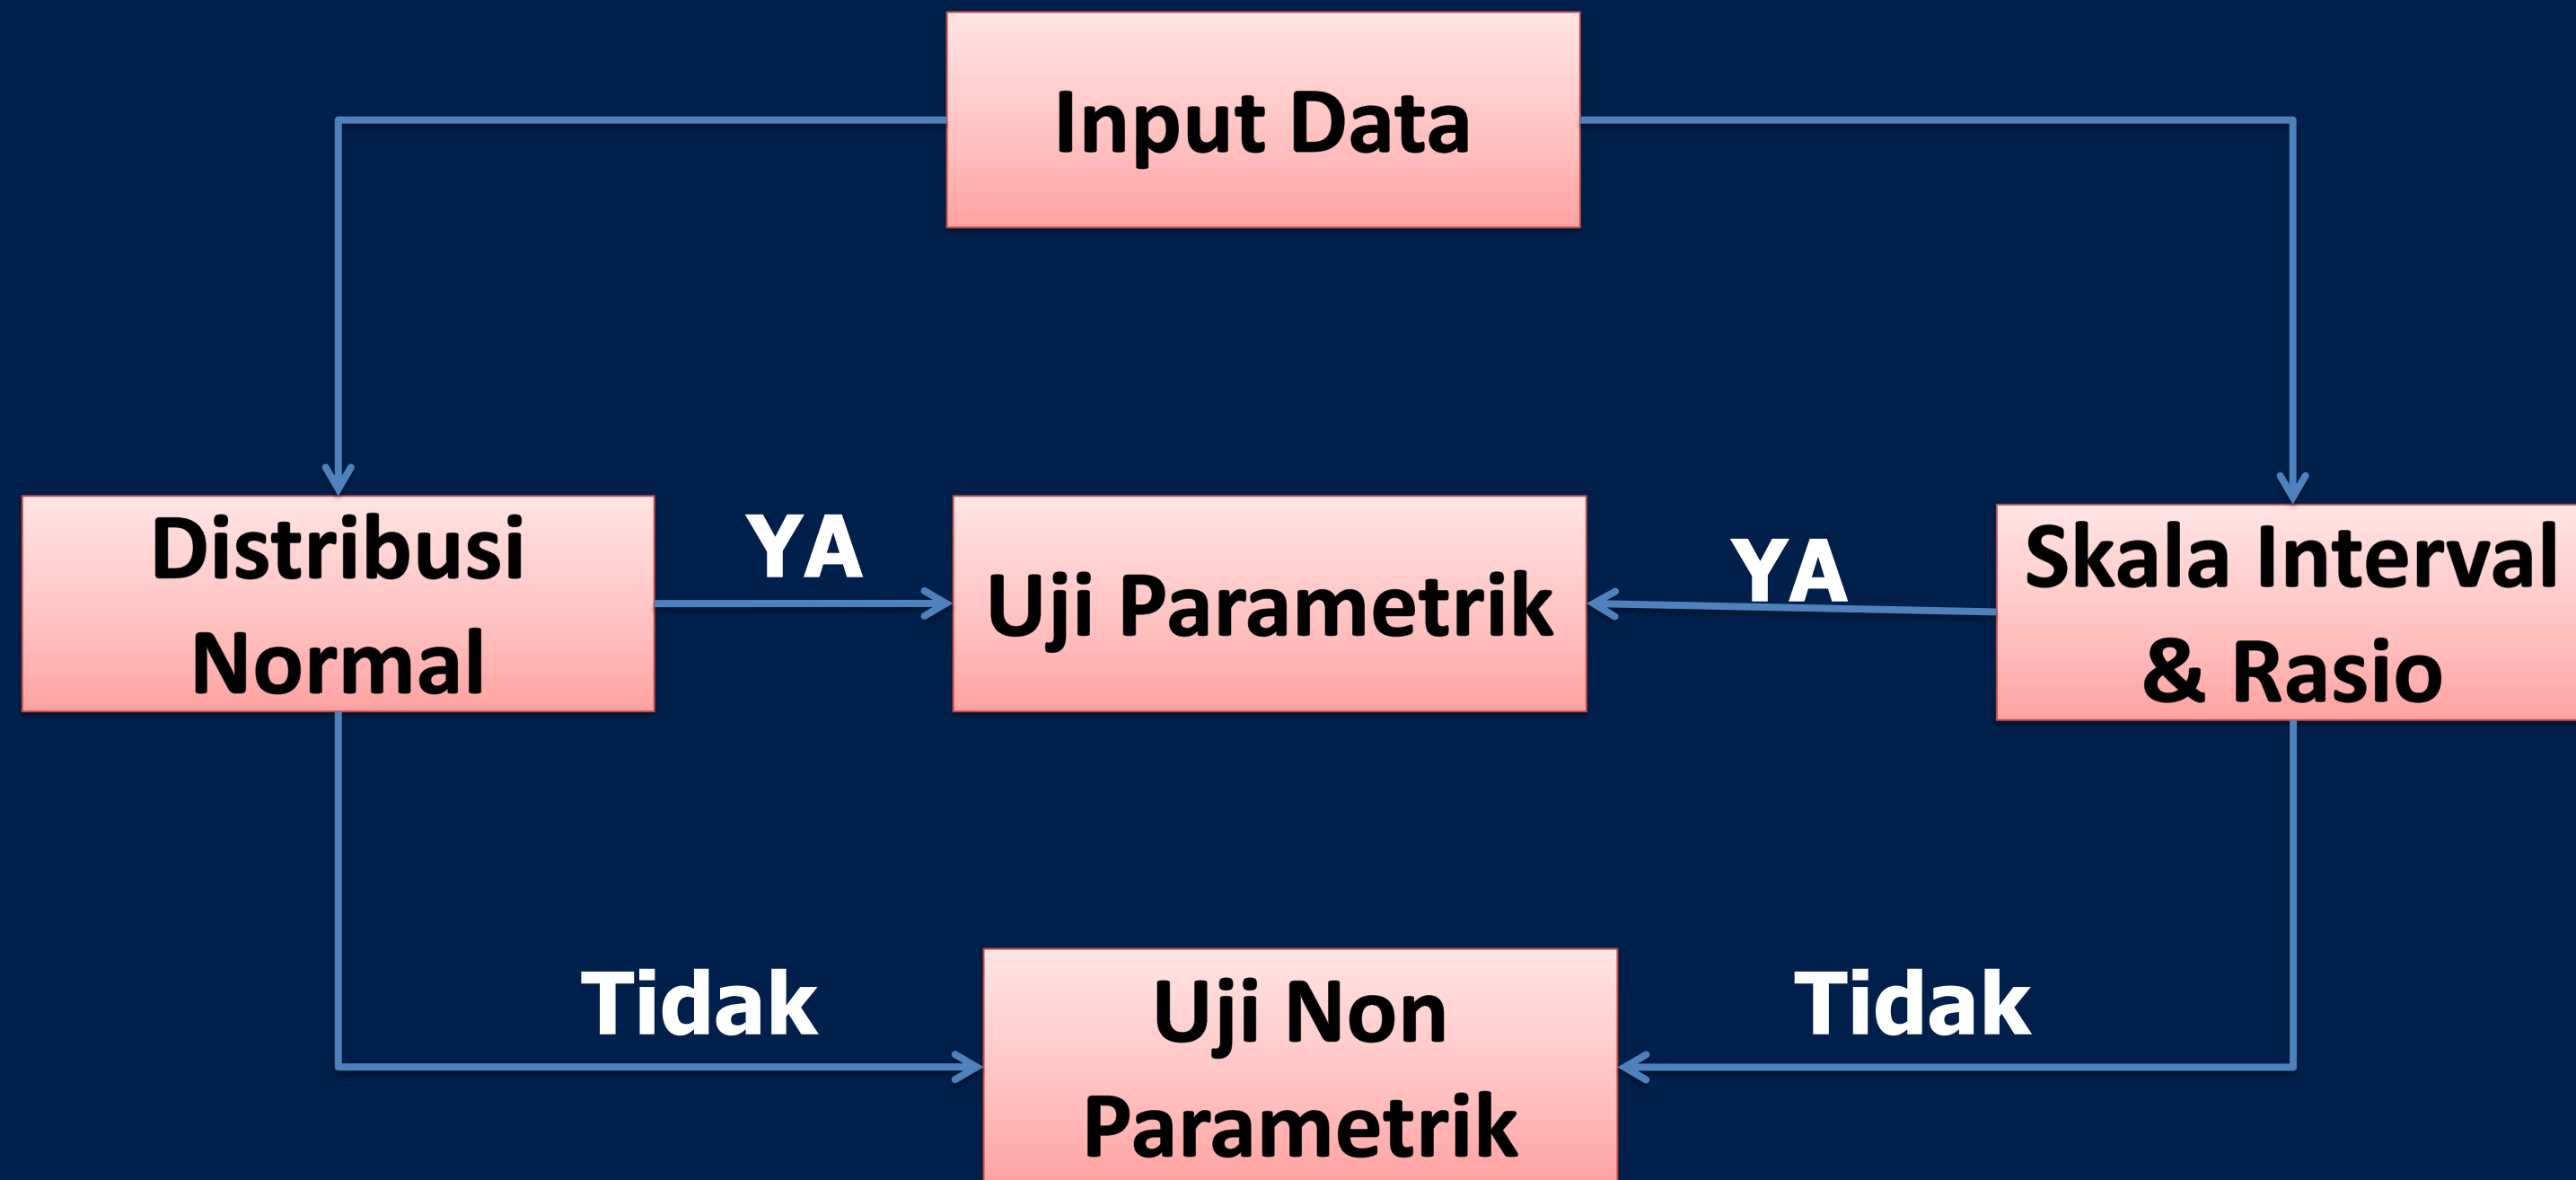 Input Data
Distribusi
Normal
YA
Uji Parametrik
YA
Skala Interval
& Rasio
Tidak
Uji Non
Parametrik
Tidak